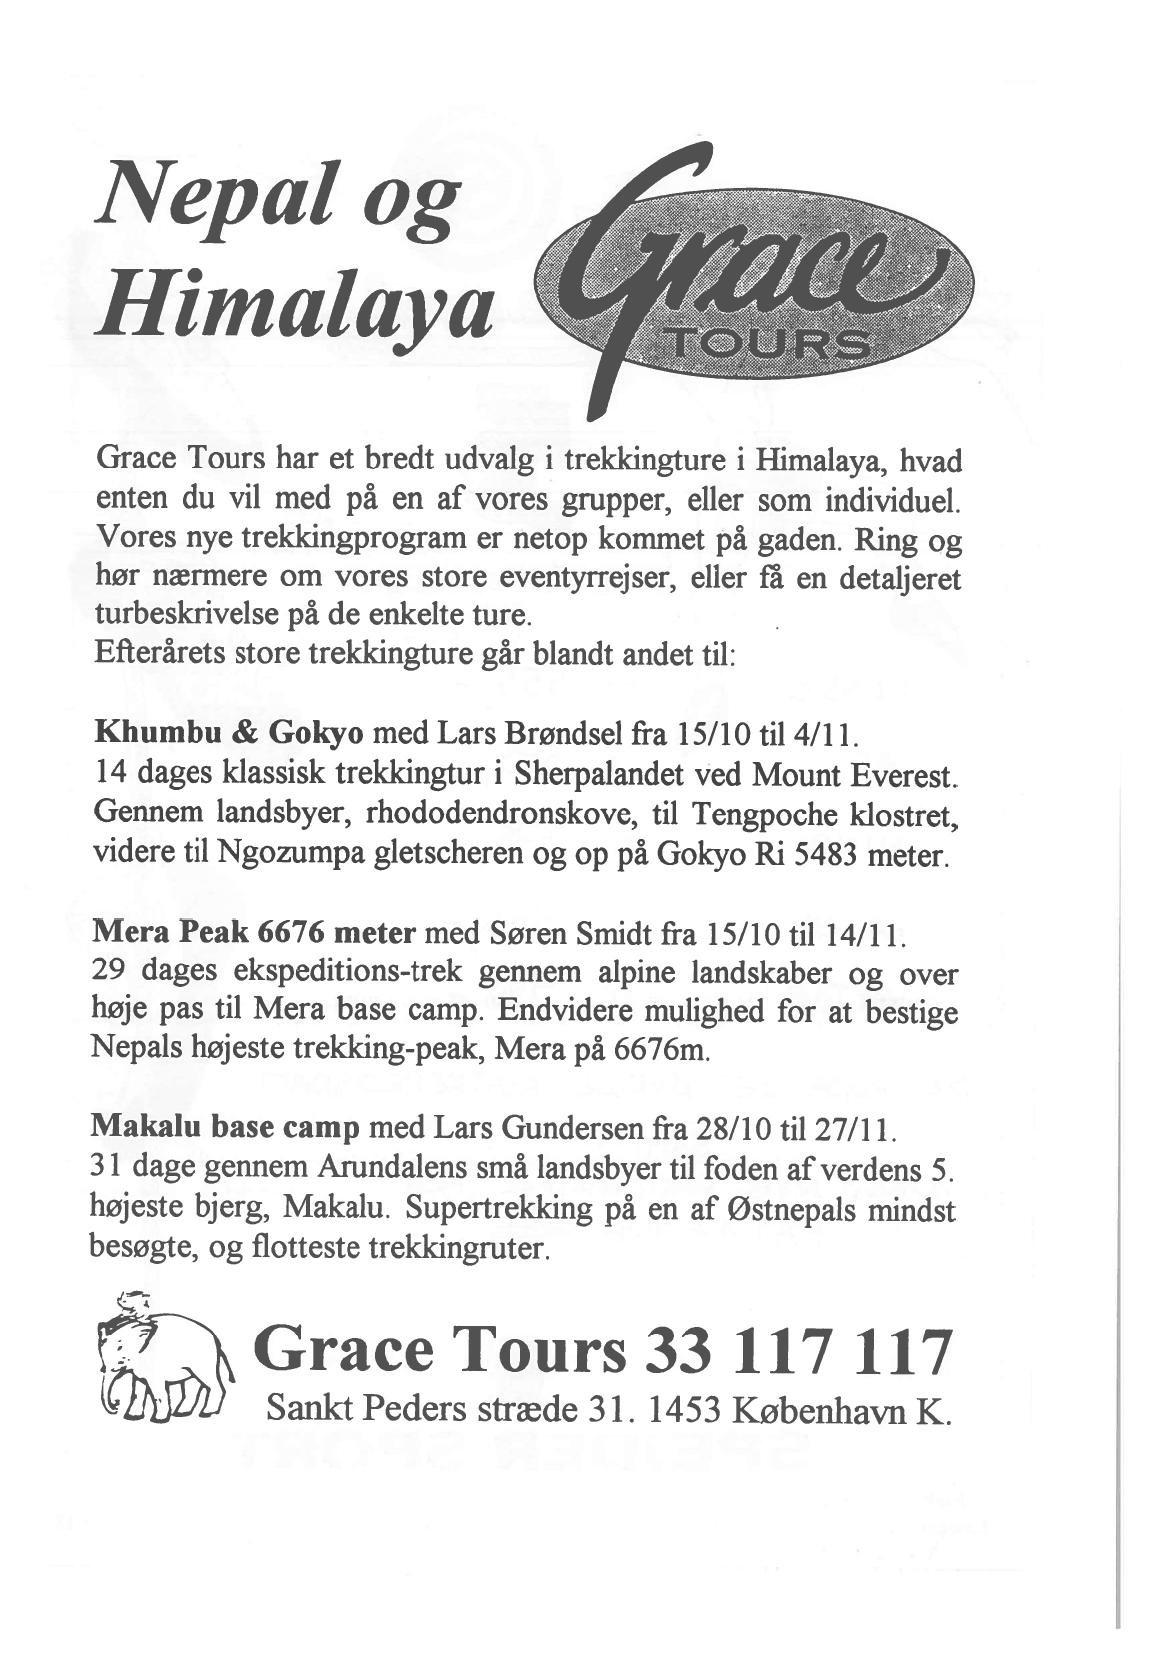 Nepal og
Himalaya
Grace
TOURS
Grace Tours har et bredt udvalg i trekkingture i Himalaya, hvad
enten du vil med på en af vores grupper, eller som individuel.
Vores nye trekkingprogram er netop kommet på gaden. Ring og
hør nærmere om vores store eventyrrejser, eller få en detaljeret
turbeskrivelse på de enkelte ture.
Efterårets store trekkingture går blandt andet til:
Khumbu & Gokyo med Lars Brøndsel fra 15/10 til 4/11.
14 dages klassisk trekkingtur i Sherpalandet ved Mount Everest.
Gennem landsbyer, rhododendronskove, til Tengpoche klostret,
videre til Ngozumpa gletscheren og op på Gokyo Ri 5483 meter.
Mera Peak 6676 meter med Søren Smidt fra 15/10 til 14/11.
29 dages ekspeditions-trek gennem alpine landskaber og over
høje pas til Mera base camp. Endvidere mulighed for at bestige
Nepals højeste trekking-peak, Mera på 6676m.
Makalu base camp med Lars Gundersen fra 28/10 til 27/11.
31 dage gennem Arundalens små landsbyer til foden af verdens 5.
højeste bjerg, Makalu. Supertrekking på en af Østnepals mindst
besøgte, og flotteste trekkingruter.
Grace Tours 33 117 117
Sankt Peders stræde 31. 1453 København K.